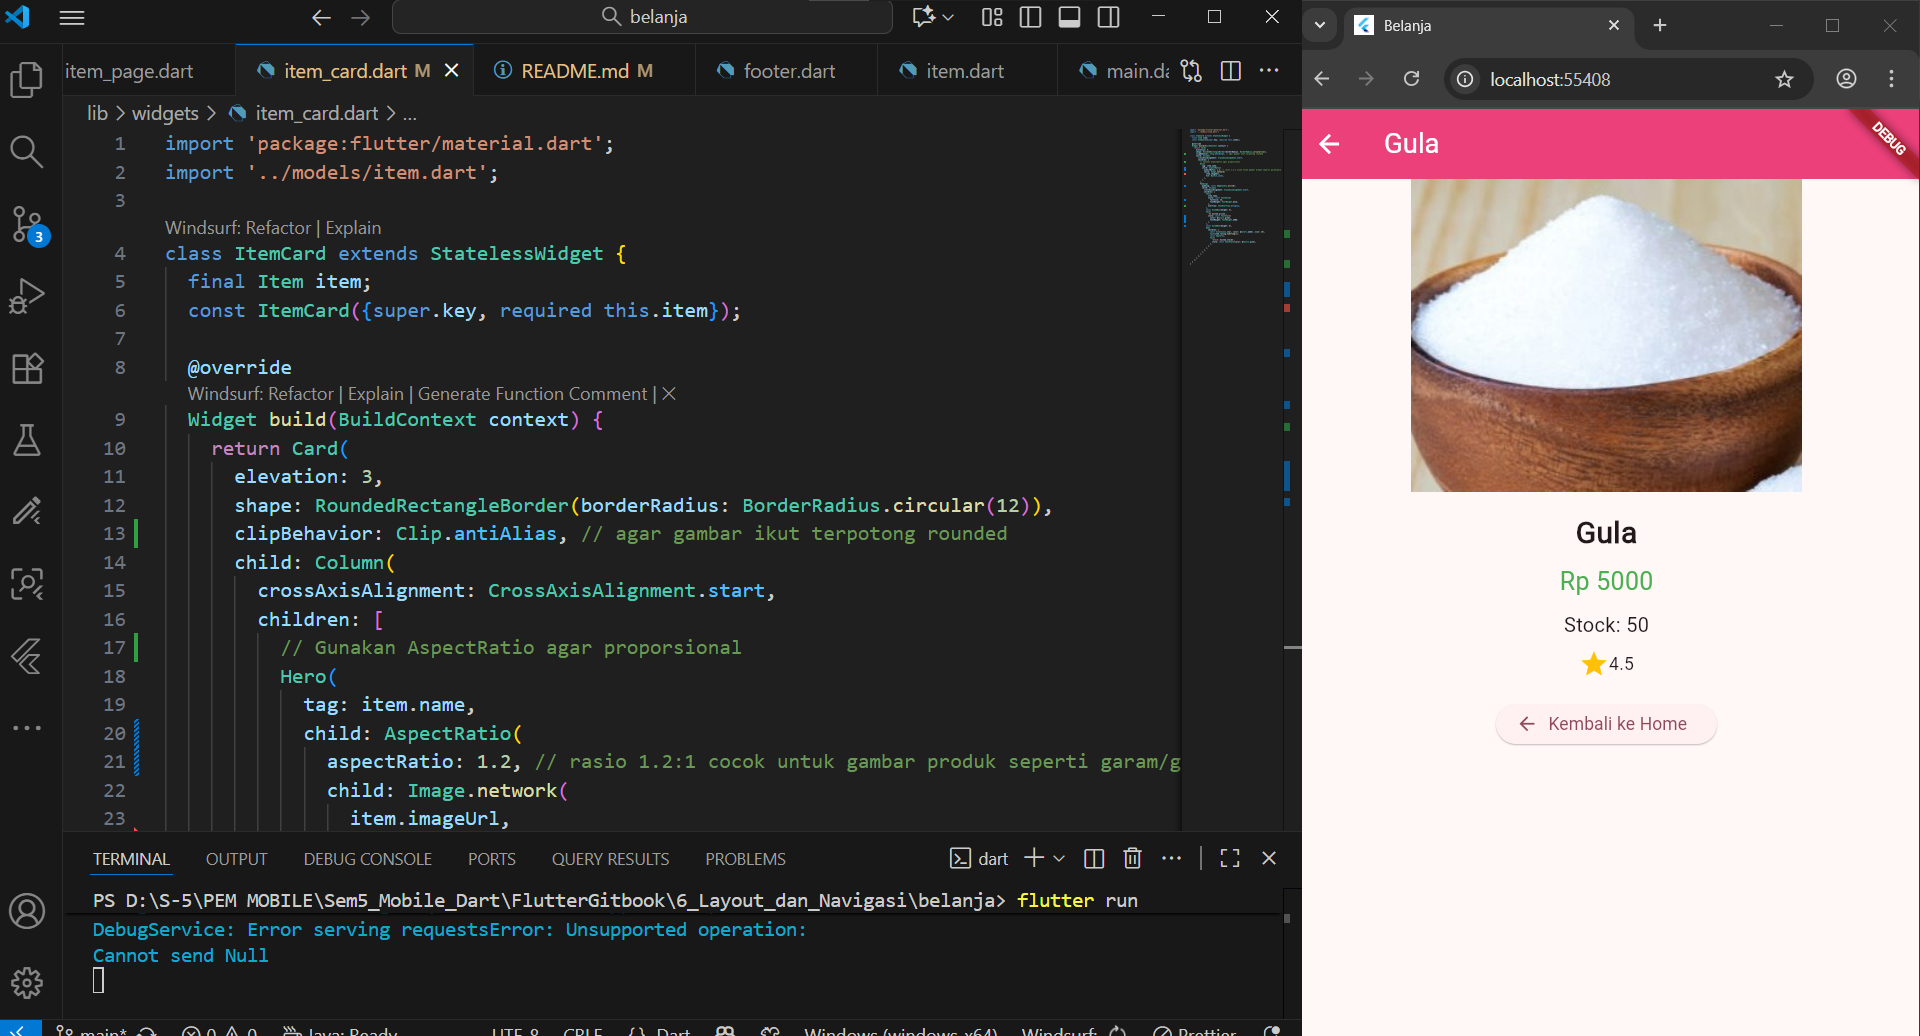 belanja
item_page.dart
item_card.dart M
README.md M
footer.dart
item.dart
main.da
lib > widgets > item_card.dart > ...
1 import 'package:flutter/material.dart';
2 import '../models/item.dart';
3
Windsurf: Refactor | Explain
4 class ItemCard extends StatelessWidget {
5 final Item item;
6 const ItemCard({super.key, required this.item});
7
8 @override
Windsurf: Refactor | Explain | Generate Function Comment |
9 Widget build(BuildContext context) {
10 return Card(
11 elevation: 3,
12 shape: RoundedRectangleBorder(borderRadius: BorderRadius.circular(12)),
13 clipBehavior: Clip.antiAlias, // agar gambar ikut terpotong rounded
14 child: Column(
15 crossAxisAlignment: CrossAxisAlignment.start,
16 children: [
17 // Gunakan AspectRatio agar proporsional
18 Hero(
19 tag: item.name,
20 child: AspectRatio(
21 aspectRatio: 1.2, // rasio 1.2:1 cocok untuk gambar produk seperti garam/g
22 child: Image.network(
23 item.imageUrl,
3
TERMINAL
OUTPUT
DEBUG CONSOLE
PORTS
QUERY RESULTS
PROBLEMS
dart
PS D:\S-5\PEM MOBILE\Sem5_Mobile_Dart\FlutterGitbook\6_Layout_dan_Navigasi\belanja> flutter run
DebugService: Error serving requestsError: Unsupported operation:
Cannot send Null
main* 0 0 Java: Ready UTF-8 CRLF {} Dart Windows (windows-x64) Windsurf: Prettier
Belanja
localhost:55408
Gula
DEBUG
Gula
Rp 5000
Stock: 50
4.5
Kembali ke Home